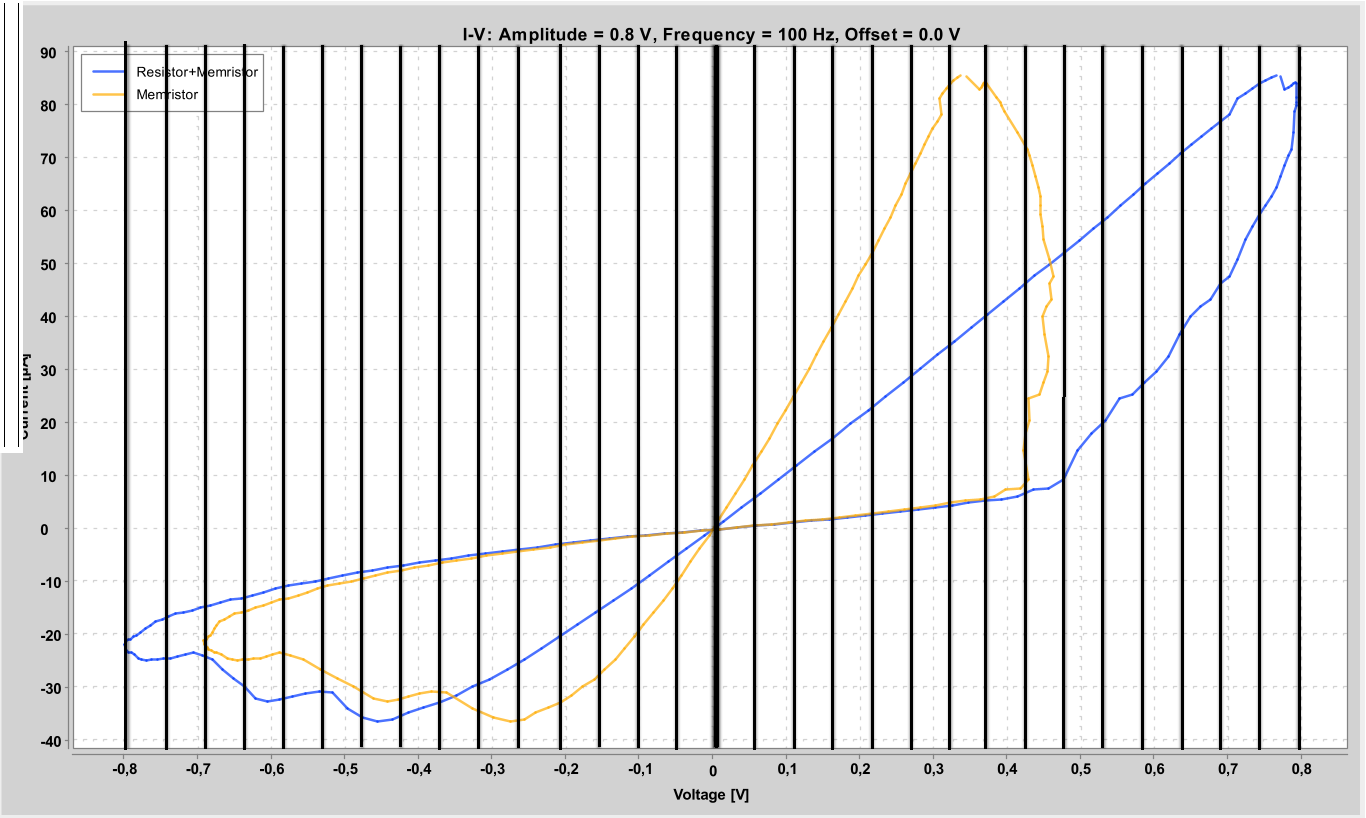 I-V: Amplitude = 0.8 V, Frequency = 100 Hz, Offset = 0.0 V
Resistor+Memristor
Memristor
90
80
70
60
50
40
30
20
10
0
-10
-20
-30
-40
Current [µA]
-0,8 -0,7 -0,6 -0,5 -0,4 -0,3 -0,2 -0,1 0 0,1 0,2 0,3 0,4 0,5 0,6 0,7 0,8
Voltage [V]